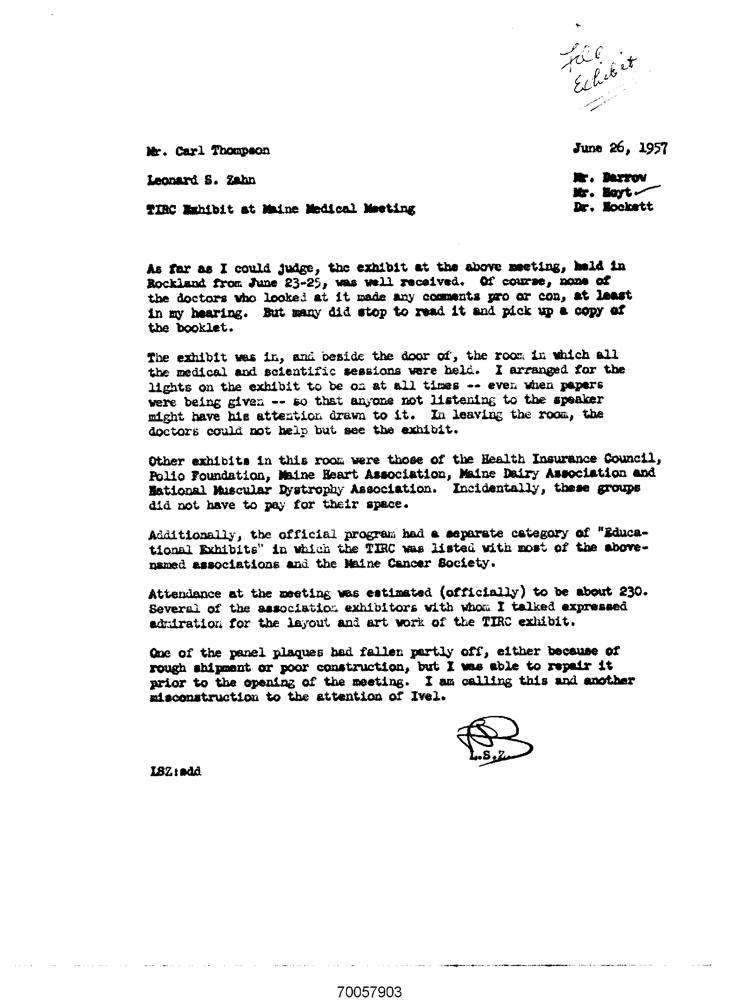 File
Exhibit
Mr. Carl Thompson
June 26, 1957
Leonard S. Zahn
Mr. Darrow
Mr. Hoyt
TIRC Exhibit at Maine Medical Meeting
Dr. Hockett
As far as I could judge, the exhibit at the above meeting, held in
Rockland from June 23-25, was well received. Of course, none of
the doctors who looked at it made any comments pro or con, at least
in my hearing. But many did stop to read it and pick up a copy of
the booklet.
The exhibit was in, and beside the door of, the room in which all
the medical and scientific sessions were held. I arranged for the
lights on the exhibit to be on at all times -- even when papers
were being given -- so that anyone not listening to the speaker
might have his attention drawn to it. In leaving the room, the
doctors could not help but see the exhibit.
Other exhibits in this room were those of the Health Insurance Council,
Polio Foundation, Maine Heart Association, Maine Dairy Association and
National Muscular Dystrophy Association. Incidentally, these groups
did not have to pay for their space.
Additionally, the official program had a separate category of "Educa-
tional Exhibits" in which the TIRC was listed with most of the above-
named associations and the Maine Cancer Society.
Attendance at the meeting was estimated (officially) to be about 230.
Several of the association exhibitors with whom I talked expressed
admiration for the layout and art work of the TIRC exhibit.
One of the panel plaques had fallen partly off, either because of
rough shipment or poor construction, but I was able to repair it
prior to the opening of the meeting. I am calling this and another
misconstruction to the attention of Ivel.
L.S.Z.
LSZ:add
70057903